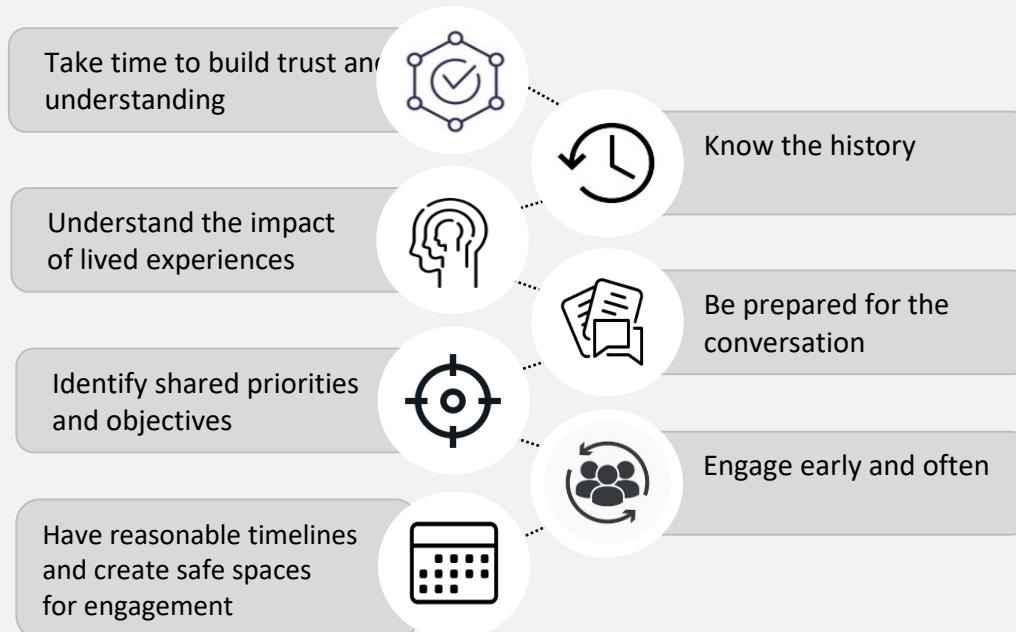 Take time to build trust and
understanding
Know the history
Understand the impact
of lived experiences
Be prepared for the
conversation
Identify shared priorities
and objectives
Engage early and often
Have reasonable timelines
and create safe spaces
for engagement